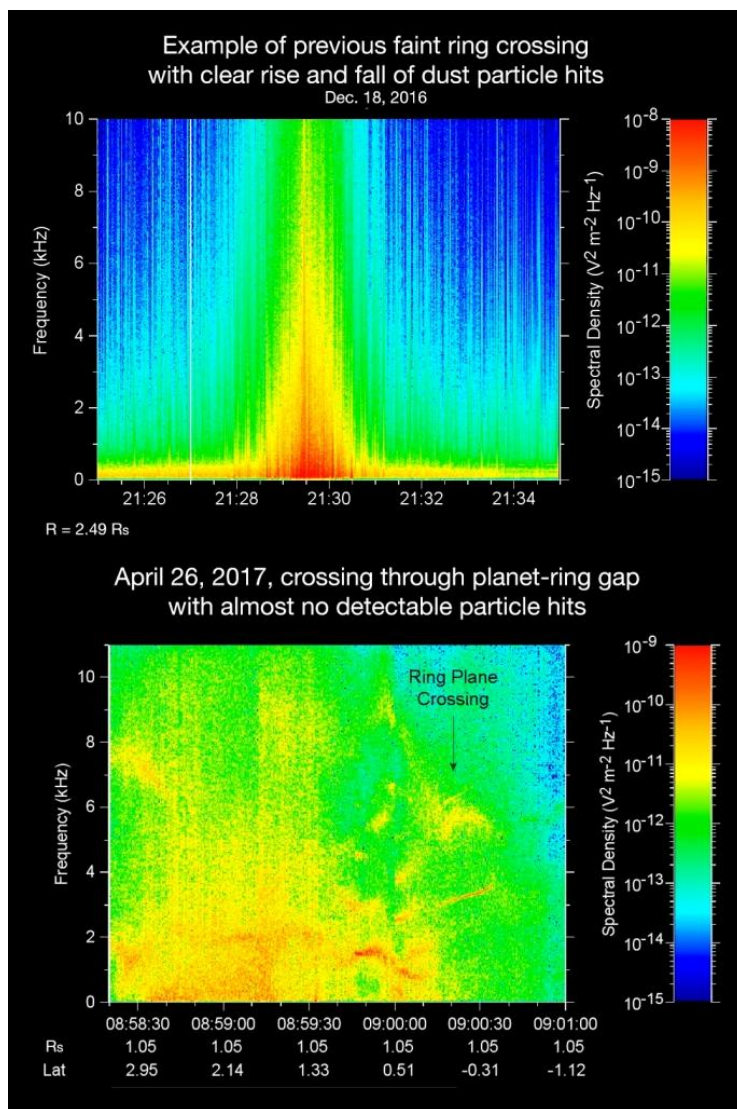 Example of previous faint ring crossing
with clear rise and fall of dust particle hits
Dec. 18, 2016
10
8
6
4
2
0
Frequency (kHz)
21:26 21:28 21:30 21:32 21:34
R = 2.49 Rs
10-8
10-9
10-10
10-11
10-12
10-13
10-14
10-15
Spectral Density (V2 m-2 Hz-1)
April 26, 2017, crossing through planet-ring gap
with almost no detectable particle hits
Ring Plane
Crossing
10
8
6
4
2
0
Frequency (kHz)
08:58:30 08:59:00 08:59:30 09:00:00 09:00:30 09:01:00
Rs 1.05 1.05 1.05 1.05 1.05 1.05
Lat 2.95 2.14 1.33 0.51 -0.31 -1.12
10-9
10-10
10-11
10-12
10-13
10-14
10-15
Spectral Density (V2 m-2 Hz-1)